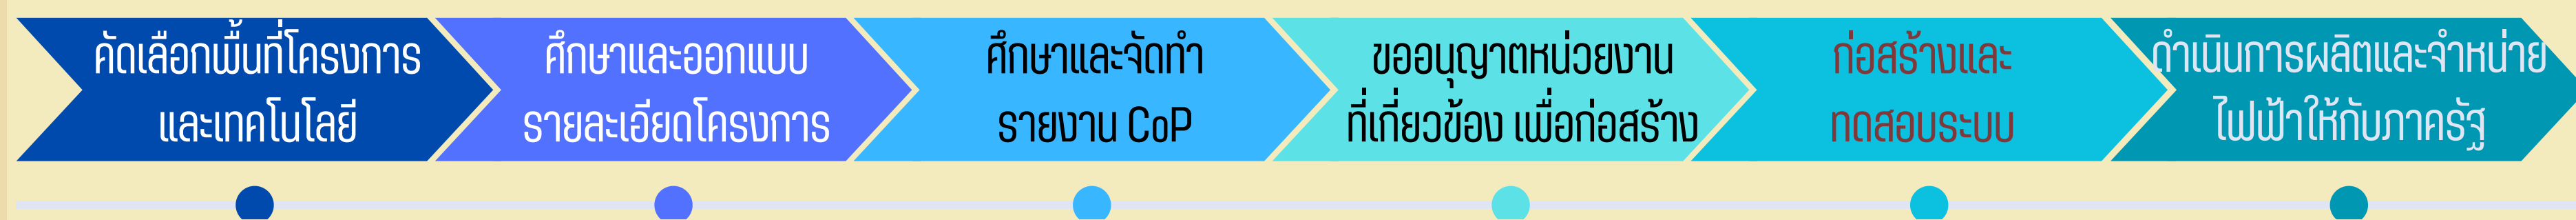 คัดเลือกพื้นที่โครงการ
และเทคโนโลยี
ศึกษาและออกแบบ
รายละเอียดโครงการ
ศึกษาและจัดทำ
รายงาน CoP
ขออนุญาตหน่วยงาน
ที่เกี่ยวข้อง เพื่อก่อสร้าง
ก่อสร้างและ
ทดสอบระบบ
ดำเนินการผลิตและจำหน่าย
ไฟฟ้าให้กับภาครัฐ